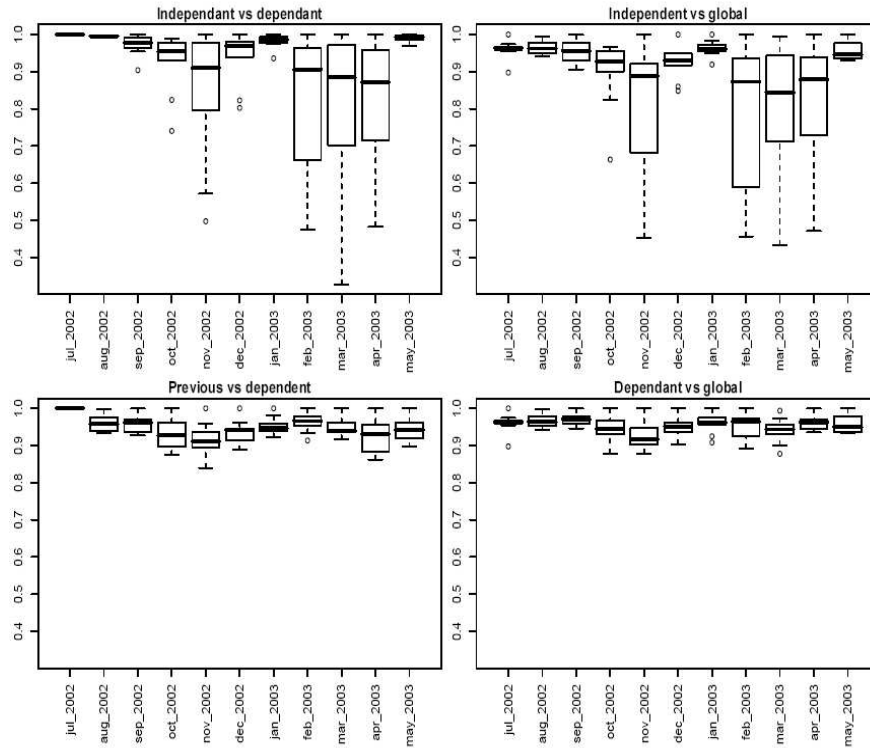 Independant vs dependant
1.0
0.9
0.8
0.7
0.6
0.5
0.4
jul_2002
aug_2002
sep_2002
oct_2002
nov_2002
dec_2002
jan_2003
feb_2003
mar_2003
apr_2003
may_2003
Independent vs global
1.0
0.9
0.8
0.7
0.6
0.5
0.4
jul_2002
aug_2002
sep_2002
oct_2002
nov_2002
dec_2002
jan_2003
feb_2003
mar_2003
apr_2003
may_2003
Previous vs dependent
1.0
0.9
0.8
0.7
0.6
0.5
0.4
jul_2002
aug_2002
sep_2002
oct_2002
nov_2002
dec_2002
jan_2003
feb_2003
mar_2003
apr_2003
may_2003
Dependant vs global
1.0
0.9
0.8
0.7
0.6
0.5
0.4
jul_2002
aug_2002
sep_2002
oct_2002
nov_2002
dec_2002
jan_2003
feb_2003
mar_2003
apr_2003
may_2003